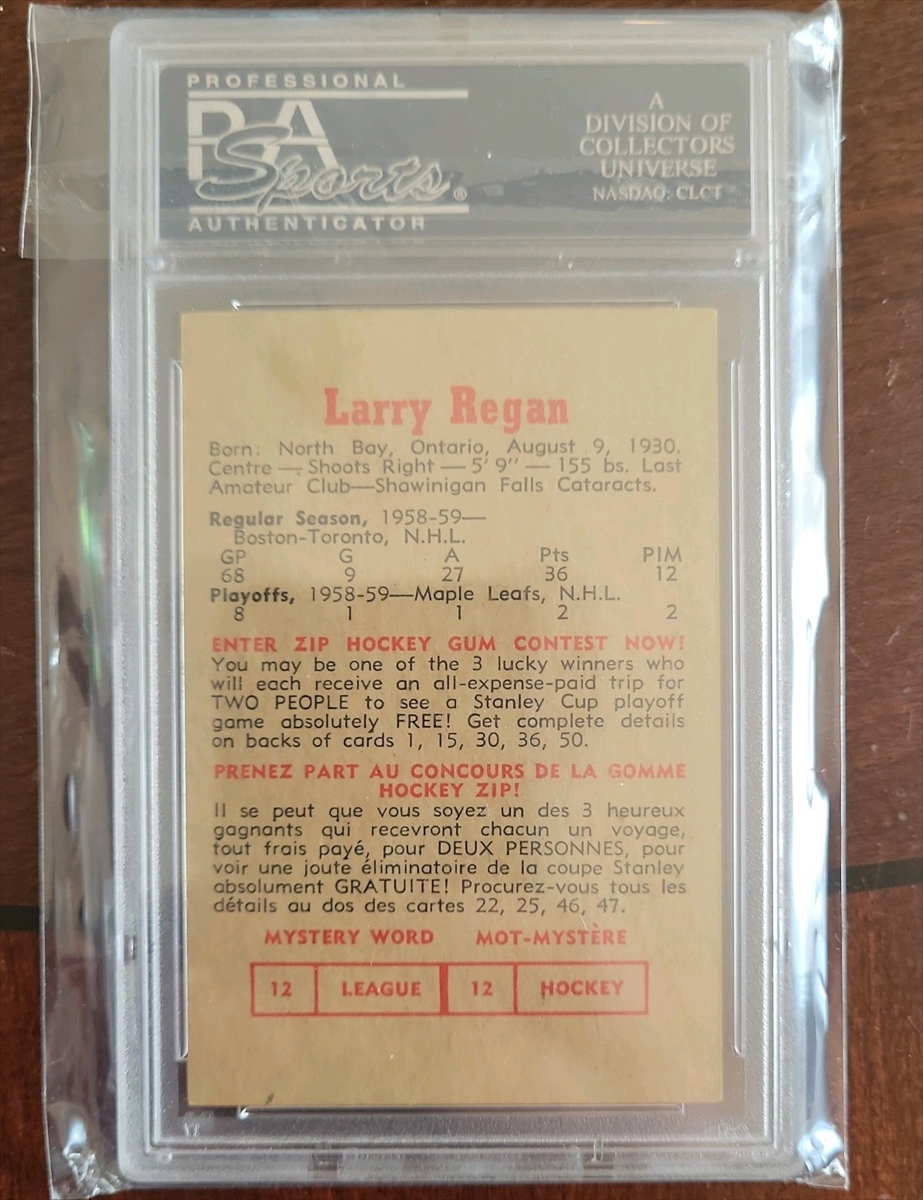 PROFESSIONAL
PSA
Sports®
AUTHENTICATOR
A
DIVISION OF
COLLECTORS
UNIVERSE
NASDAQ: CLCT
Larry Regan
Born: North Bay, Ontario, August 9, 1930.
Centre — Shoots Right — 5' 9" — 155 bs. Last
Amateur Club—Shawinigan Falls Cataracts.
Regular Season, 1958-59—
Boston-Toronto, N.H.L.
GP G A Pts PIM
68 9 27 36 12
Playoffs, 1958-59—Maple Leafs, N.H.L.
8 1 1 2 2
ENTER ZIP HOCKEY GUM CONTEST NOW!
You may be one of the 3 lucky winners who
will each receive an all-expense-paid trip for
TWO PEOPLE to see a Stanley Cup playoff
game absolutely FREE! Get complete details
on backs of cards 1, 15, 30, 36, 50.
PRENEZ PART AU CONCOURS DE LA GOMME
HOCKEY ZIP!
Il se peut que vous soyez un des 3 heureux
gagnants qui recevront chacun un voyage,
tout frais payé, pour DEUX PERSONNES, pour
voir une joute éliminatoire de la coupe Stanley
absolument GRATUITE! Procurez-vous tous les
détails au dos des cartes 22, 25, 46, 47.
MYSTERY WORD MOT-MYSTÈRE
12 LEAGUE 12 HOCKEY